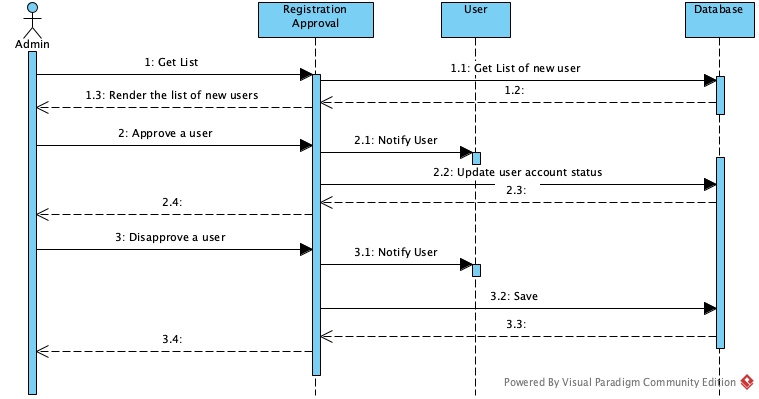 Registration
Approval
User
Database
Admin
1: Get List
1.1: Get List of new user
1.2:
1.3: Render the list of new users
2: Approve a user
2.1: Notify User
2.2: Update user account status
2.3:
2.4:
3: Disapprove a user
3.1: Notify User
3.2: Save
3.3:
3.4:
Powered By Visual Paradigm Community Edition